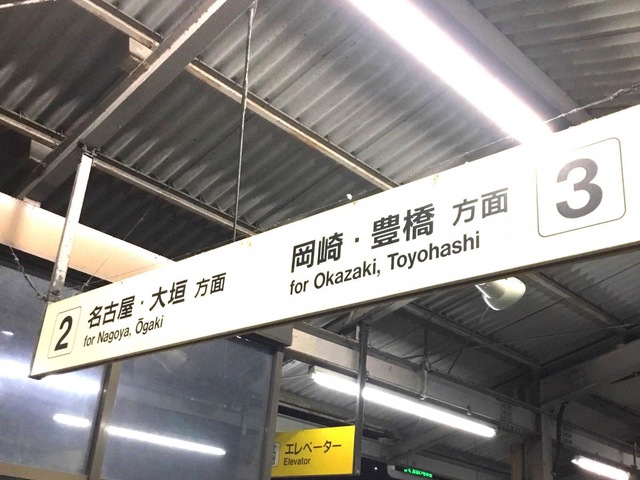 2
名古屋・大垣 方面
for Nagoya, Ōgaki
岡崎・豊橋 方面
for Okazaki, Toyohashi
3
エレベーター
Elevator